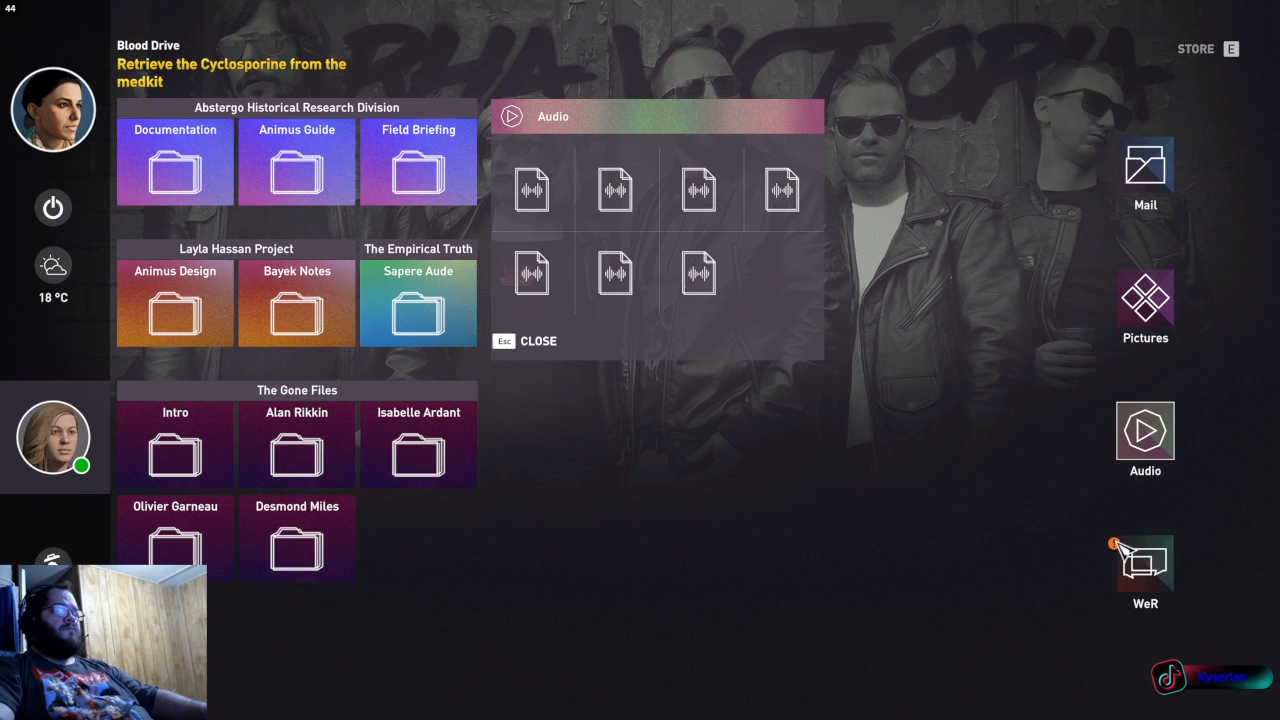 44
Blood Drive
Retrieve the Cyclosporine from the
medkit
STORE E
Abstergo Historical Research Division
Documentation
Animus Guide
Field Briefing
Audio
Layla Hassan Project
The Empirical Truth
Animus Design
Bayek Notes
Sapere Aude
18 °C
Esc CLOSE
The Gone Files
Intro
Alan Rikkin
Isabelle Ardant
Olivier Garneau
Desmond Miles
Mail
Pictures
Audio
WeR